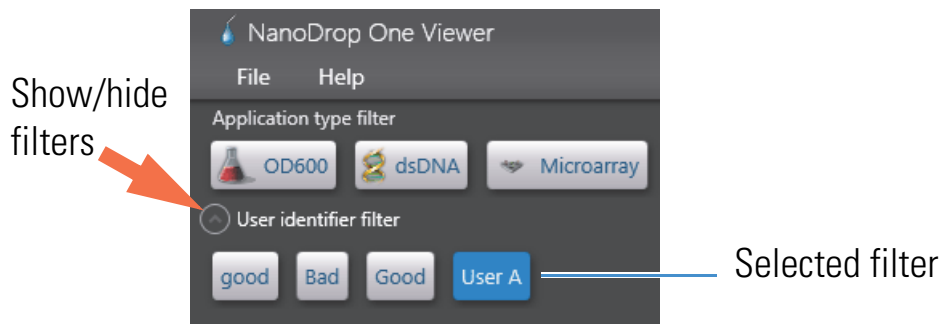 NanoDrop One Viewer
File Help
Show/hide
filters
Application type filter
OD600 dsDNA Microarray
User identifier filter
good Bad Good User A
Selected filter